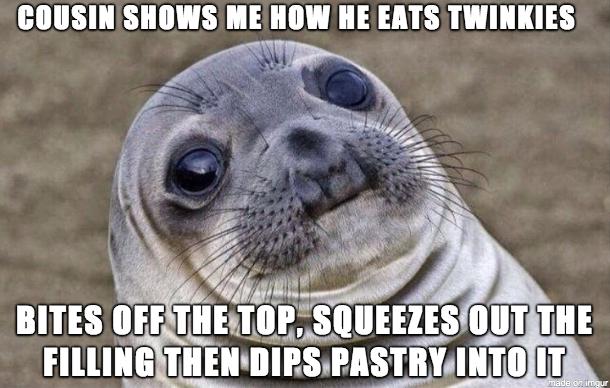 COUSIN SHOWS ME HOW HE EATS TWINKIES
BITES OFF THE TOP, SQUEEZES OUT THE
FILLING THEN DIPS PASTRY INTO IT
made on imgur